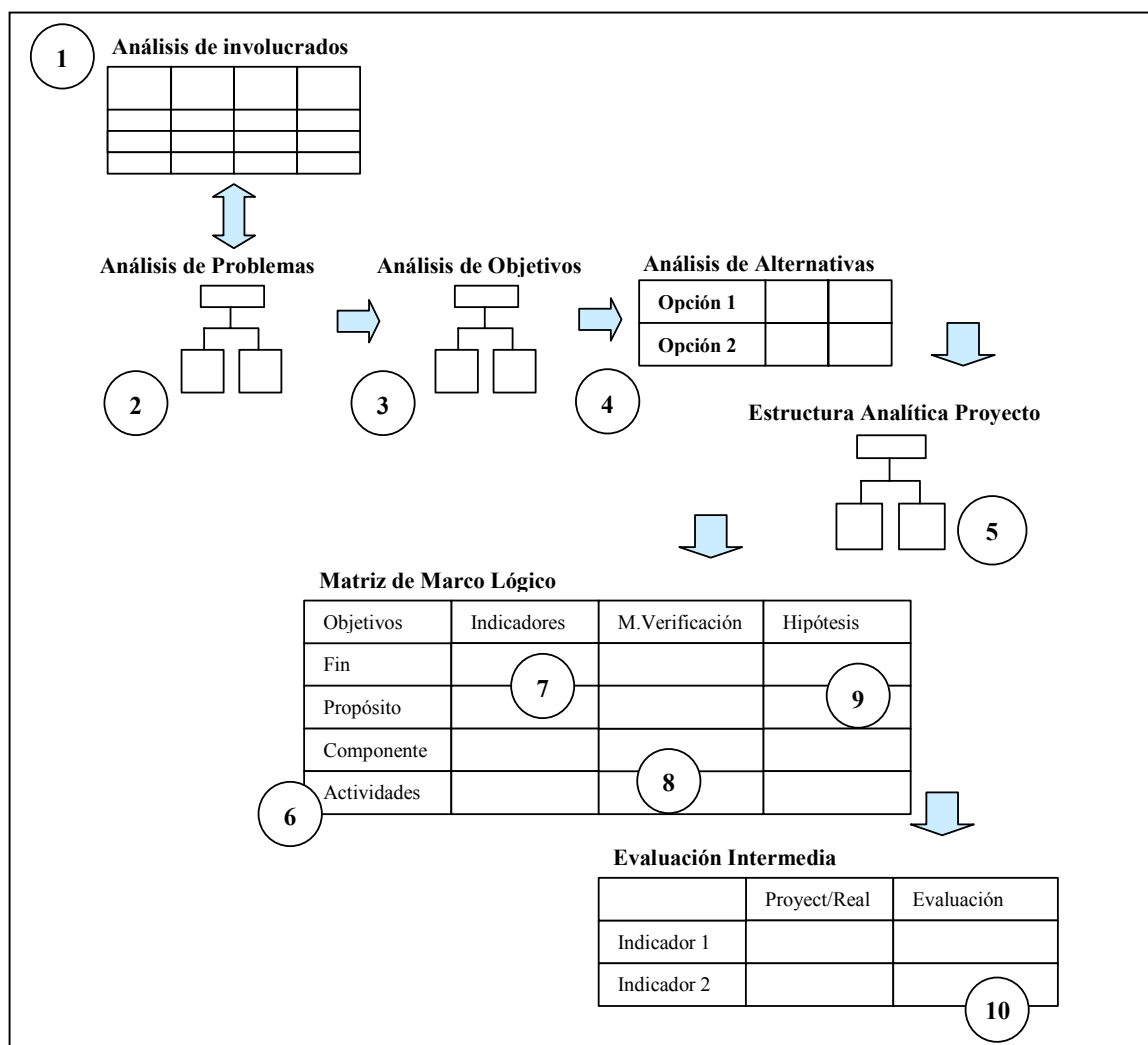 1
Análisis de involucrados
Análisis de Problemas
Análisis de Objetivos
Análisis de Alternativas
Opción 1
Opción 2
2
3
4
Estructura Analítica Proyecto
5
Matriz de Marco Lógico
Objetivos Indicadores M.Verificación Hipótesis
Fin
7
9
Propósito
Componente
8
Actividades
6
Evaluación Intermedia
Proyect/Real Evaluación
Indicador 1
Indicador 2
10